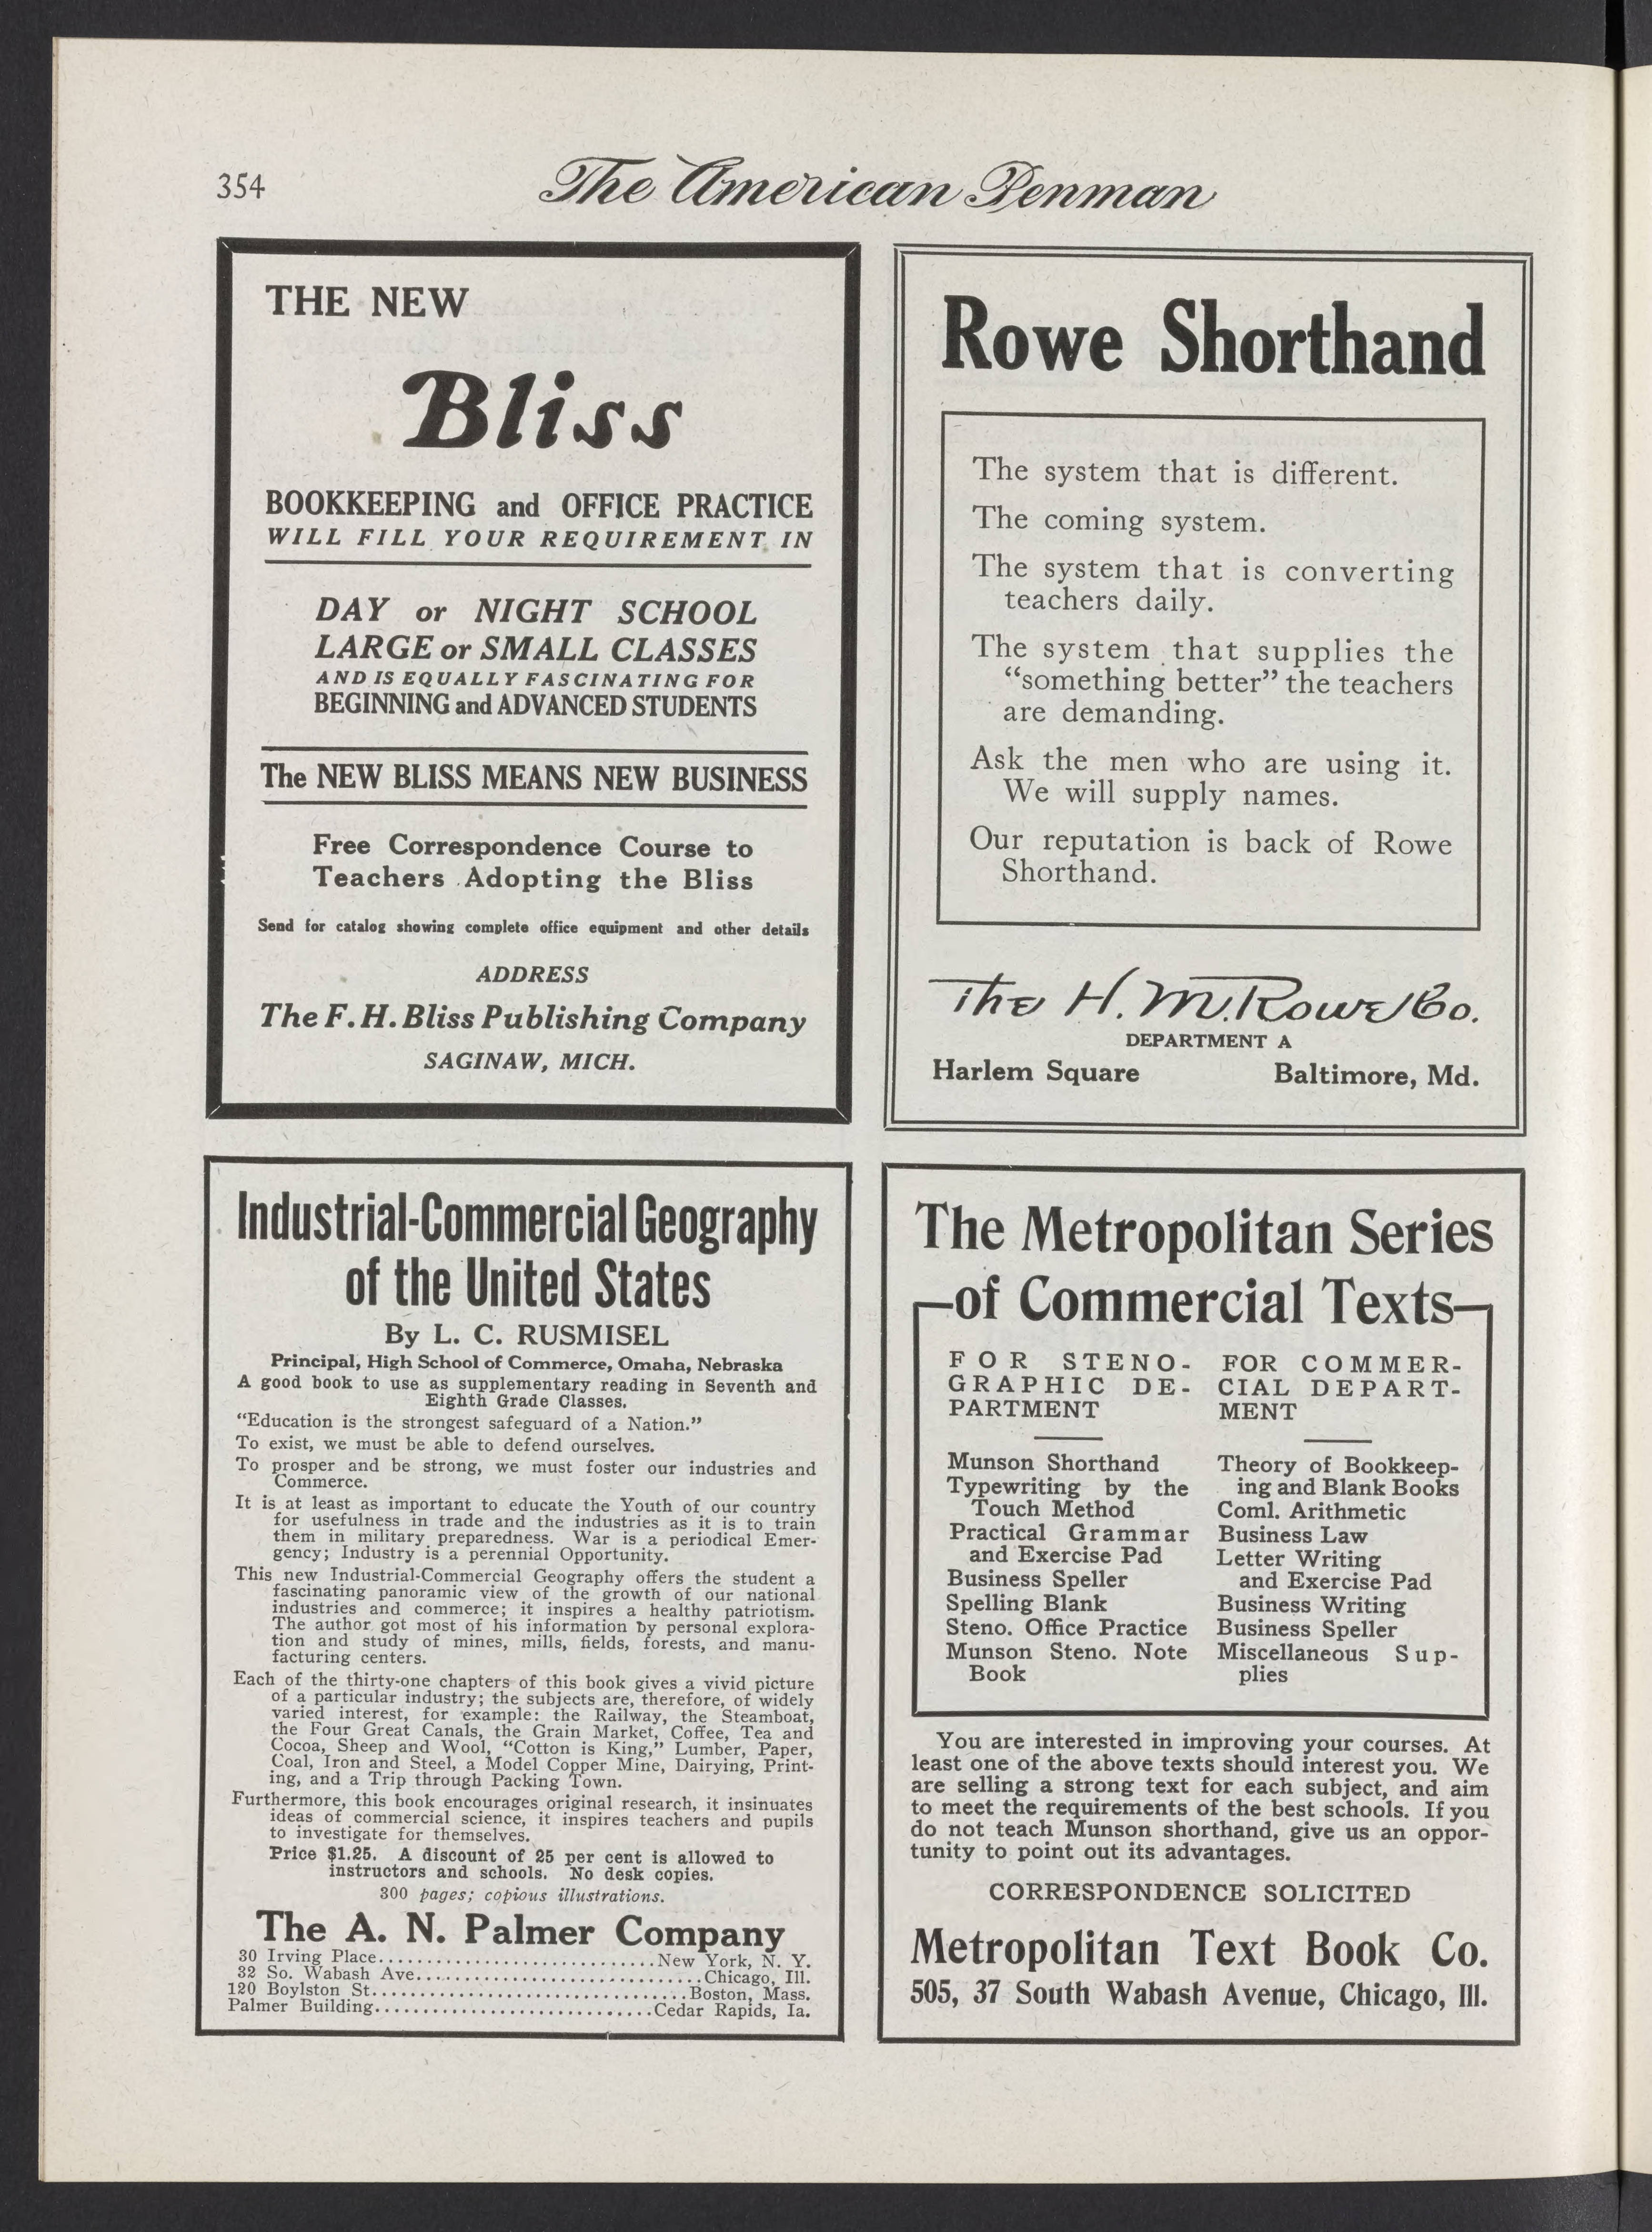 354
The American Penman
THE NEW
Bliss
BOOKKEEPING and OFFICE PRACTICE
WILL FILL YOUR REQUIREMENT IN
DAY or NIGHT SCHOOL
LARGE or SMALL CLASSES
AND IS EQUALLY FASCINATING FOR
BEGINNING and ADVANCED STUDENTS
The NEW BLISS MEANS NEW BUSINESS
Free Correspondence Course to
Teachers Adopting the Bliss
Send for catalog showing complete office equipment and other details
ADDRESS
The F. H. Bliss Publishing Company
SAGINAW, MICH.
Rowe Shorthand
The system that is different.
The coming system.
The system that is converting
teachers daily.
The system that supplies the
“something better” the teachers
are demanding.
Ask the men who are using it.
We will supply names.
Our reputation is back of Rowe
Shorthand.
The H. M. Rowe Co.
DEPARTMENT A
Harlem Square Baltimore, Md.
Industrial-Commercial Geography
of the United States
By L. C. RUSMISEL
Principal, High School of Commerce, Omaha, Nebraska
A good book to use as supplementary reading in Seventh and
Eighth Grade Classes.
“Education is the strongest safeguard of a Nation.”
To exist, we must be able to defend ourselves.
To prosper and be strong, we must foster our industries and
Commerce.
It is at least as important to educate the Youth of our country
for usefulness in trade and the industries as it is to train
them in military preparedness. War is a periodical Emer-
gency; Industry is a perennial Opportunity.
This new Industrial-Commercial Geography offers the student a
fascinating panoramic view of the growth of our national
industries and commerce; it inspires a healthy patriotism.
The author got most of his information by personal explora-
tion and study of mines, mills, fields, forests, and manu-
facturing centers.
Each of the thirty-one chapters of this book gives a vivid picture
of a particular industry; the subjects are, therefore, of widely
varied interest, for example: the Railway, the Steamboat,
the Four Great Canals, the Grain Market, Coffee, Tea and
Cocoa, Sheep and Wool, “Cotton is King,” Lumber, Paper,
Coal, Iron and Steel, a Model Copper Mine, Dairying, Print-
ing, and a Trip through Packing Town.
Furthermore, this book encourages original research, it insinuates
ideas of commercial science, it inspires teachers and pupils
to investigate for themselves.
Price $1.25. A discount of 25 per cent is allowed to
instructors and schools. No desk copies.
300 pages; copious illustrations.
The A. N. Palmer Company
30 Irving Place............................New York, N. Y.
32 So. Wabash Ave.............................Chicago, Ill.
120 Boylston St................................Boston, Mass.
Palmer Building............................Cedar Rapids, Ia.
The Metropolitan Series
of Commercial Texts
FOR STENO-
GRAPHIC DE-
PARTMENT
Munson Shorthand
Typewriting by the
Touch Method
Practical Grammar
and Exercise Pad
Business Speller
Spelling Blank
Steno. Office Practice
Munson Steno. Note
Book
FOR COMMER-
CIAL DEPART-
MENT
Theory of Bookkeep-
ing and Blank Books
Coml. Arithmetic
Business Law
Letter Writing
and Exercise Pad
Business Writing
Business Speller
Miscellaneous Sup-
plies
You are interested in improving your courses. At
least one of the above texts should interest you. We
are selling a strong text for each subject, and aim
to meet the requirements of the best schools. If you
do not teach Munson shorthand, give us an oppor-
tunity to point out its advantages.
CORRESPONDENCE SOLICITED
Metropolitan Text Book Co.
505, 37 South Wabash Avenue, Chicago, Ill.